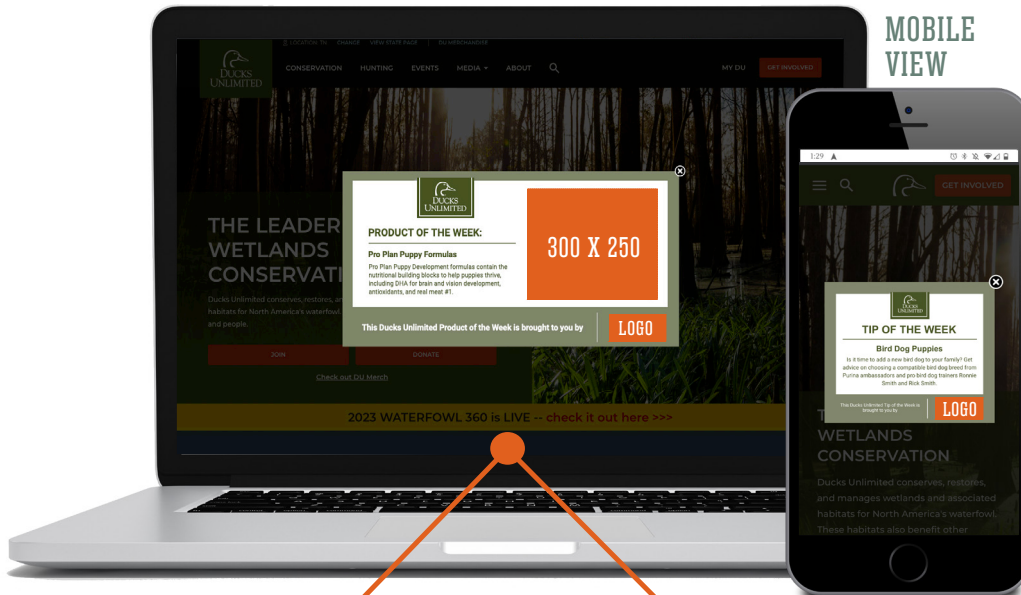 MOBILE
VIEW
LOCATION: TN CHANGE VIEW STATE PAGE | DU MERCHANDISE
DUCKS
UNLIMITED
CONSERVATION HUNTING EVENTS MEDIA ABOUT
MY DU GET INVOLVED
THE LEADER
WETLANDS
CONSERVATI
Ducks Unlimited conserves, restores, an
habitats for North America's waterfowl.
and people.
JOIN DONATE
Check out DU Merch
2023 WATERFOWL 360 is LIVE -- check it out here >>>
DUCKS
UNLIMITED
PRODUCT OF THE WEEK:
Pro Plan Puppy Formulas
Pro Plan Puppy Development formulas contain the
nutritional building blocks to help puppies thrive,
including DHA for brain and vision development,
antioxidants, and real meat #1.
300 X 250
This Ducks Unlimited Product of the Week is brought to you by
LOGO
1:29
GET INVOLVED
DUCKS
UNLIMITED
TIP OF THE WEEK
Bird Dog Puppies
Is it time to add a new bird dog to your family? Get
advice on choosing a compatible bird dog breed from
Purina ambassadors and pro bird dog trainers Ronnie
Smith and Rick Smith.
This Ducks Unlimited Tip of the Week is
brought to you by
LOGO
WETLANDS
CONSERVATION
Ducks Unlimited conserves, restores,
and manages wetlands and associated
habitats for North America's waterfowl.
These habitats also benefit other